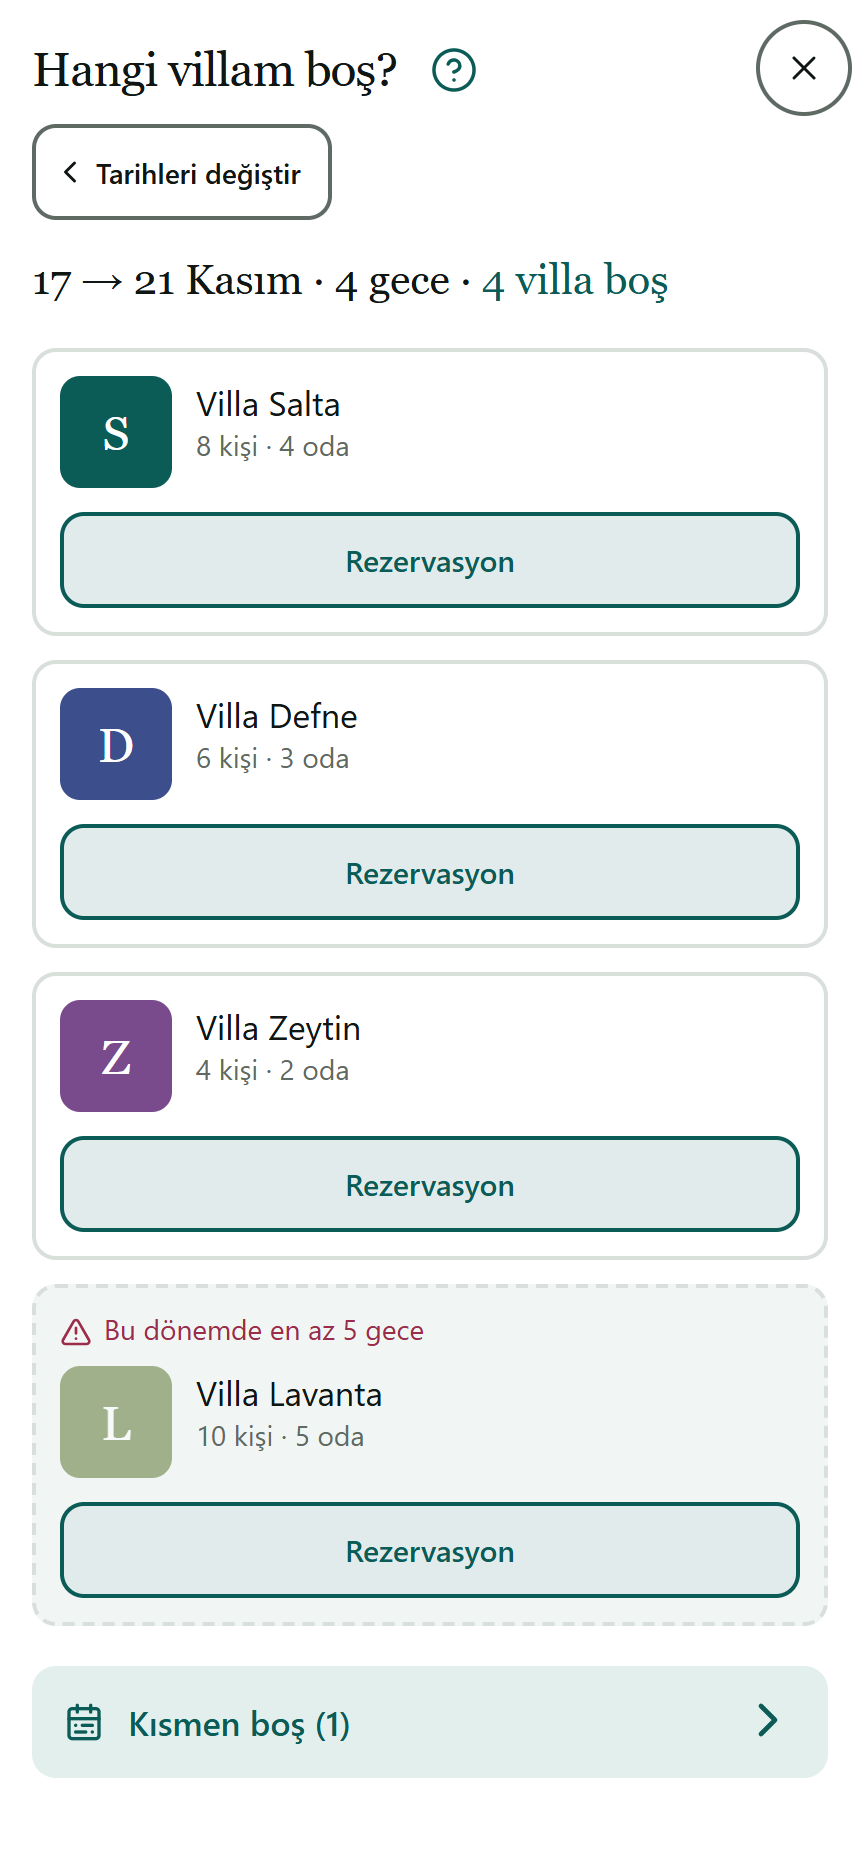 Hangi villam boş?
Tarihleri değiştir
17 → 21 Kasım · 4 gece · 4 villa boş
S
Villa Salta
8 kişi · 4 oda
Rezervasyon
D
Villa Defne
6 kişi · 3 oda
Rezervasyon
Z
Villa Zeytin
4 kişi · 2 oda
Rezervasyon
Bu dönemde en az 5 gece
L
Villa Lavanta
10 kişi · 5 oda
Rezervasyon
Kısmen boş (1)